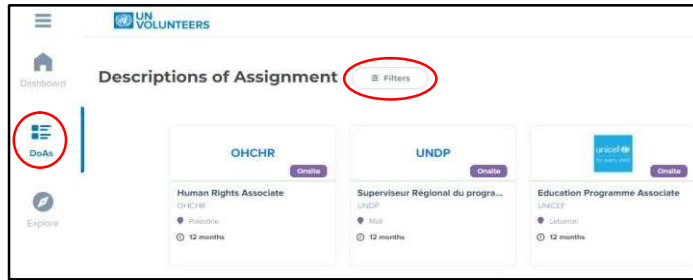 UN
VOLUNTEERS
Dashboard
Descriptions of Assignment
Filters
DoAs
OHCHR
Onsite
UNDP
Onsite
unicef
for every child
Onsite
Human Rights Associate
OHCHR
Palestine
12 months
Superviseur Régional du progra...
UNDP
Mali
12 months
Education Programme Associate
UNICEF
Lebanon
12 months
Explore